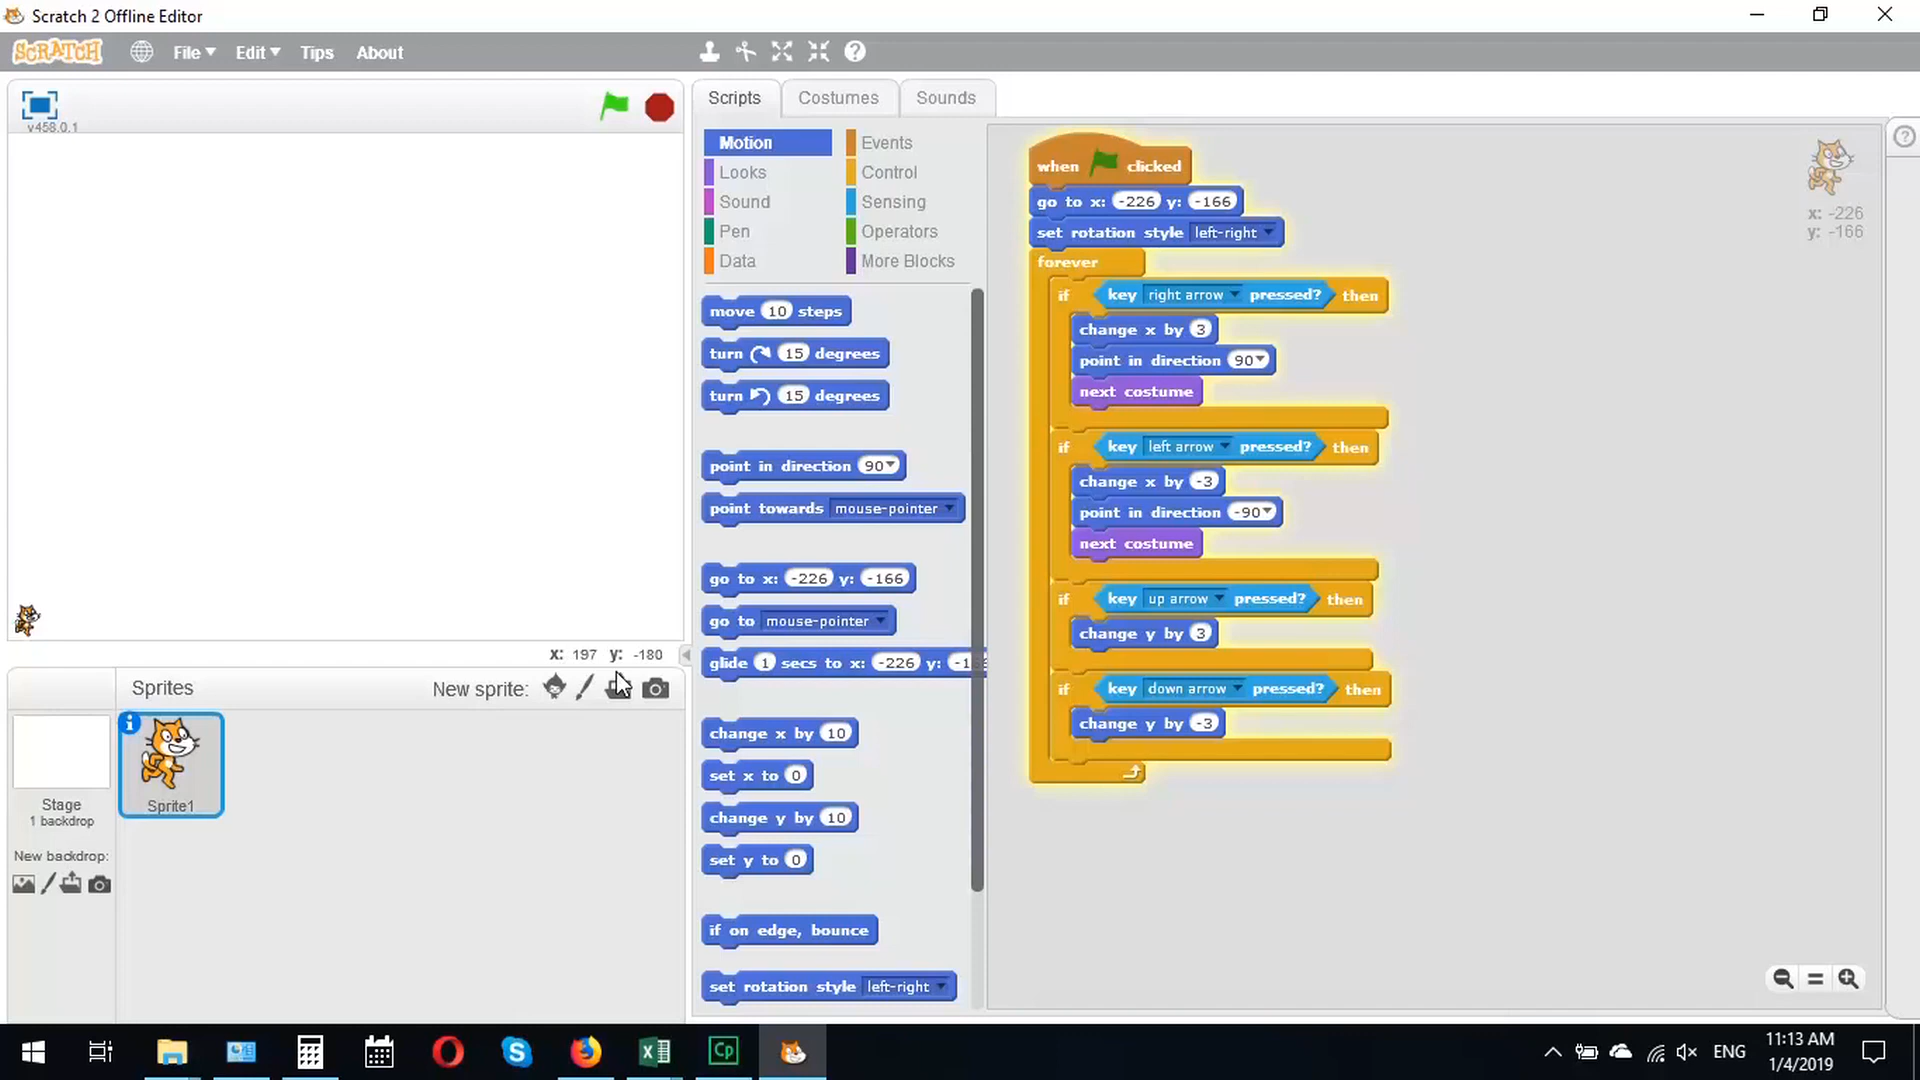 Scratch 2 Offline Editor
SCRATCH File Edit Tips About
v458.0.1
x: 197 y: -180
Sprites New sprite:
Sprite1
Stage
1 backdrop
New backdrop:
Scripts Costumes Sounds
Motion Events
Looks Control
Sound Sensing
Pen Operators
Data More Blocks
move 10 steps
turn 15 degrees
turn 15 degrees
point in direction 90
point towards mouse-pointer
go to x: -226 y: -166
go to mouse-pointer
glide 1 secs to x: -226 y:
change x by 10
set x to 0
change y by 10
set y to 0
if on edge, bounce
set rotation style left-right
when clicked
go to x: -226 y: -166
set rotation style left-right
forever
if key right arrow pressed? then
change x by 3
point in direction 90
next costume
if key left arrow pressed? then
change x by -3
point in direction -90
next costume
if key up arrow pressed? then
change y by 3
if key down arrow pressed? then
change y by -3
x: -226
y: -166
Cp
ENG
11:13 AM
1/4/2019